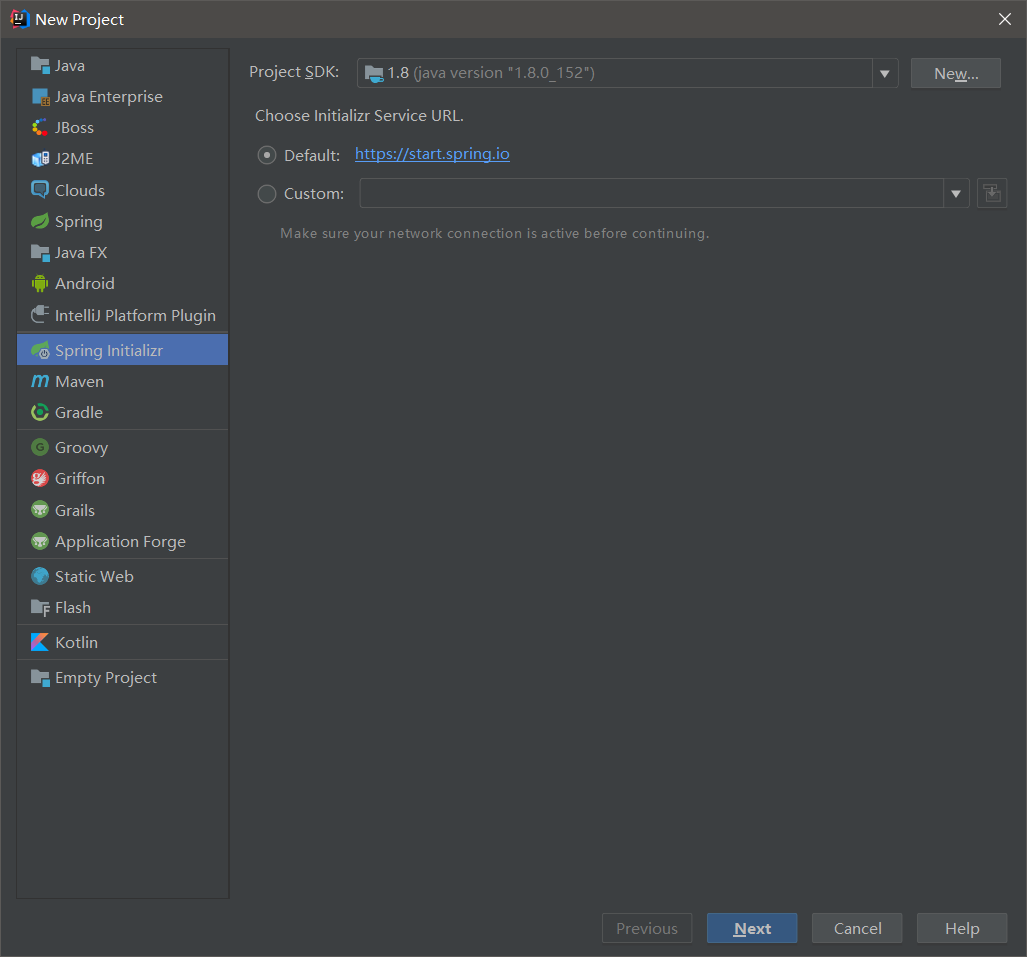 New Project
Java
Java Enterprise
JBoss
J2ME
Clouds
Spring
Java FX
Android
IntelliJ Platform Plugin
Spring Initializr
Maven
Gradle
Groovy
Griffon
Grails
Application Forge
Static Web
Flash
Kotlin
Empty Project
Project SDK: 1.8 (java version "1.8.0_152") New...
Choose Initializr Service URL.
Default: https://start.spring.io
Custom:
Make sure your network connection is active before continuing.
Previous Next Cancel Help